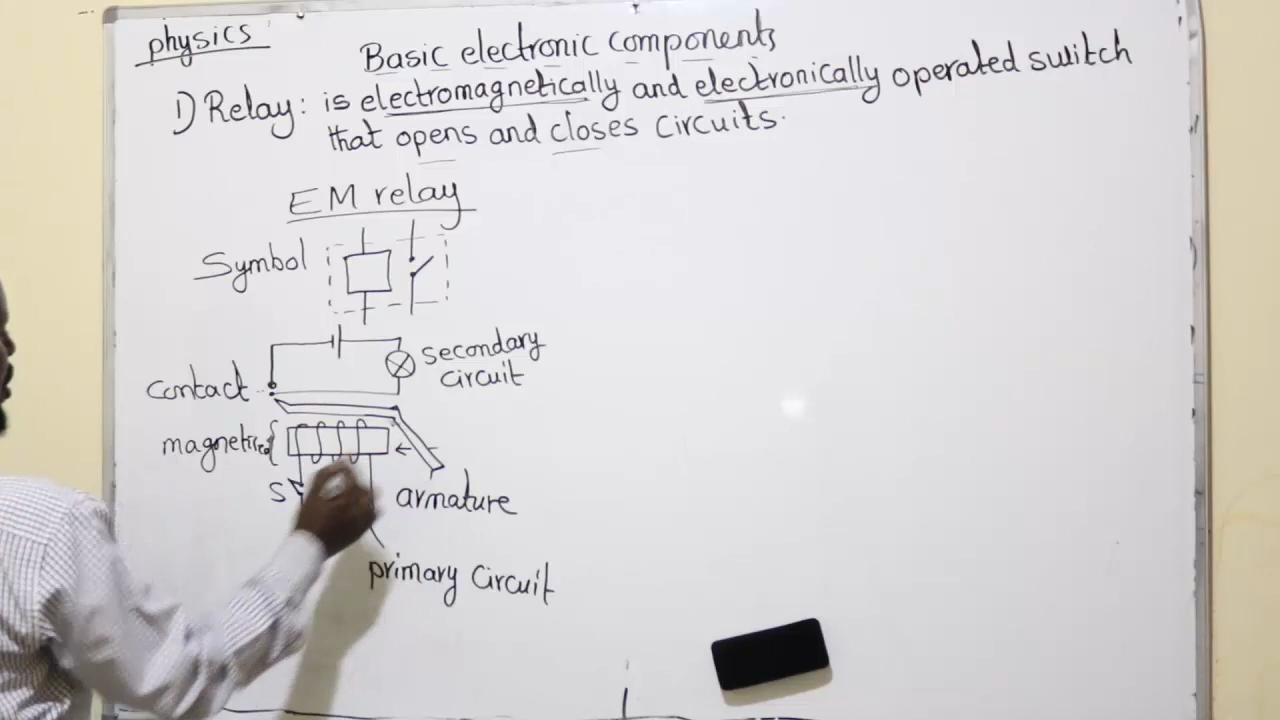 physics
Basic electronic components
1) Relay: is electromagnetically and electronically operated switch
that opens and closes circuits.
EM relay
Symbol
secondary
circuit
contact
S
armature
primary circuit